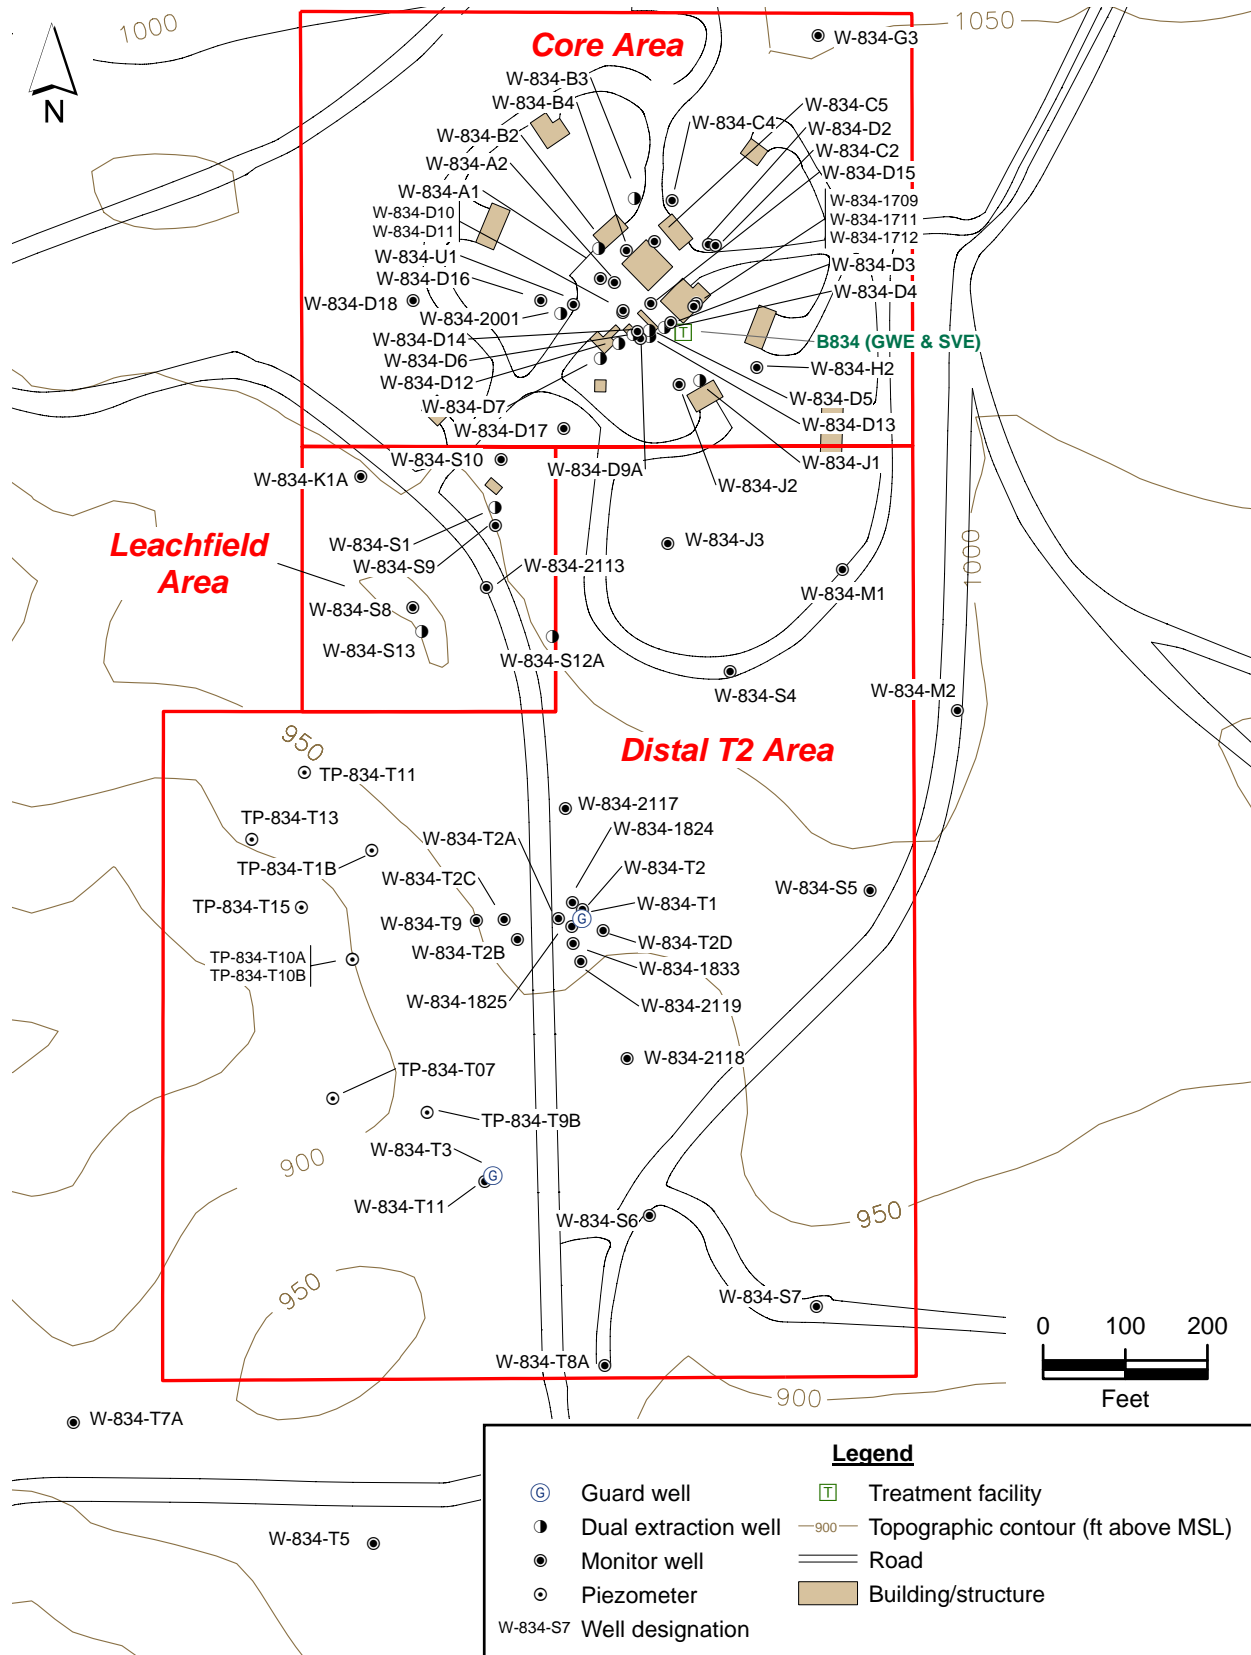 1000
1050
W-834-G3
Core Area
N
W-834-B3
W-834-B4
W-834-C5
W-834-B2
W-834-C4
W-834-D2
W-834-C2
W-834-A2
W-834-D15
W-834-A1
W-834-1709
W-834-D10
W-834-1711
W-834-D11
W-834-1712
W-834-U1
W-834-D3
W-834-D16
W-834-D4
W-834-D18
W-834-2001
W-834-D14
T
B834 (GWE & SVE)
W-834-D6
W-834-H2
W-834-D12
W-834-D7
W-834-D5
W-834-D17
W-834-D13
W-834-S10
W-834-D9A
W-834-J1
W-834-K1A
W-834-J2
Leachfield
Area
W-834-S1
W-834-J3
W-834-S9
W-834-2113
1000
W-834-M1
W-834-S8
W-834-S13
W-834-S12A
W-834-S4
W-834-M2
950
Distal T2 Area
TP-834-T11
TP-834-T13
W-834-2117
W-834-T2A
W-834-1824
TP-834-T1B
W-834-T2C
W-834-T2
W-834-S5
TP-834-T15
W-834-T9
G
W-834-T1
W-834-T2B
W-834-T2D
TP-834-T10A
TP-834-T10B
W-834-1833
W-834-1825
W-834-2119
W-834-2118
TP-834-T07
TP-834-T9B
W-834-T3
900
G
W-834-T11
W-834-S6
950
950
W-834-S7
0 100 200
Feet
W-834-T8A
900
W-834-T7A
W-834-T5
Legend
G Guard well
Dual extraction well
Monitor well
Piezometer
W-834-S7 Well designation
T Treatment facility
900 Topographic contour (ft above MSL)
Road
Building/structure